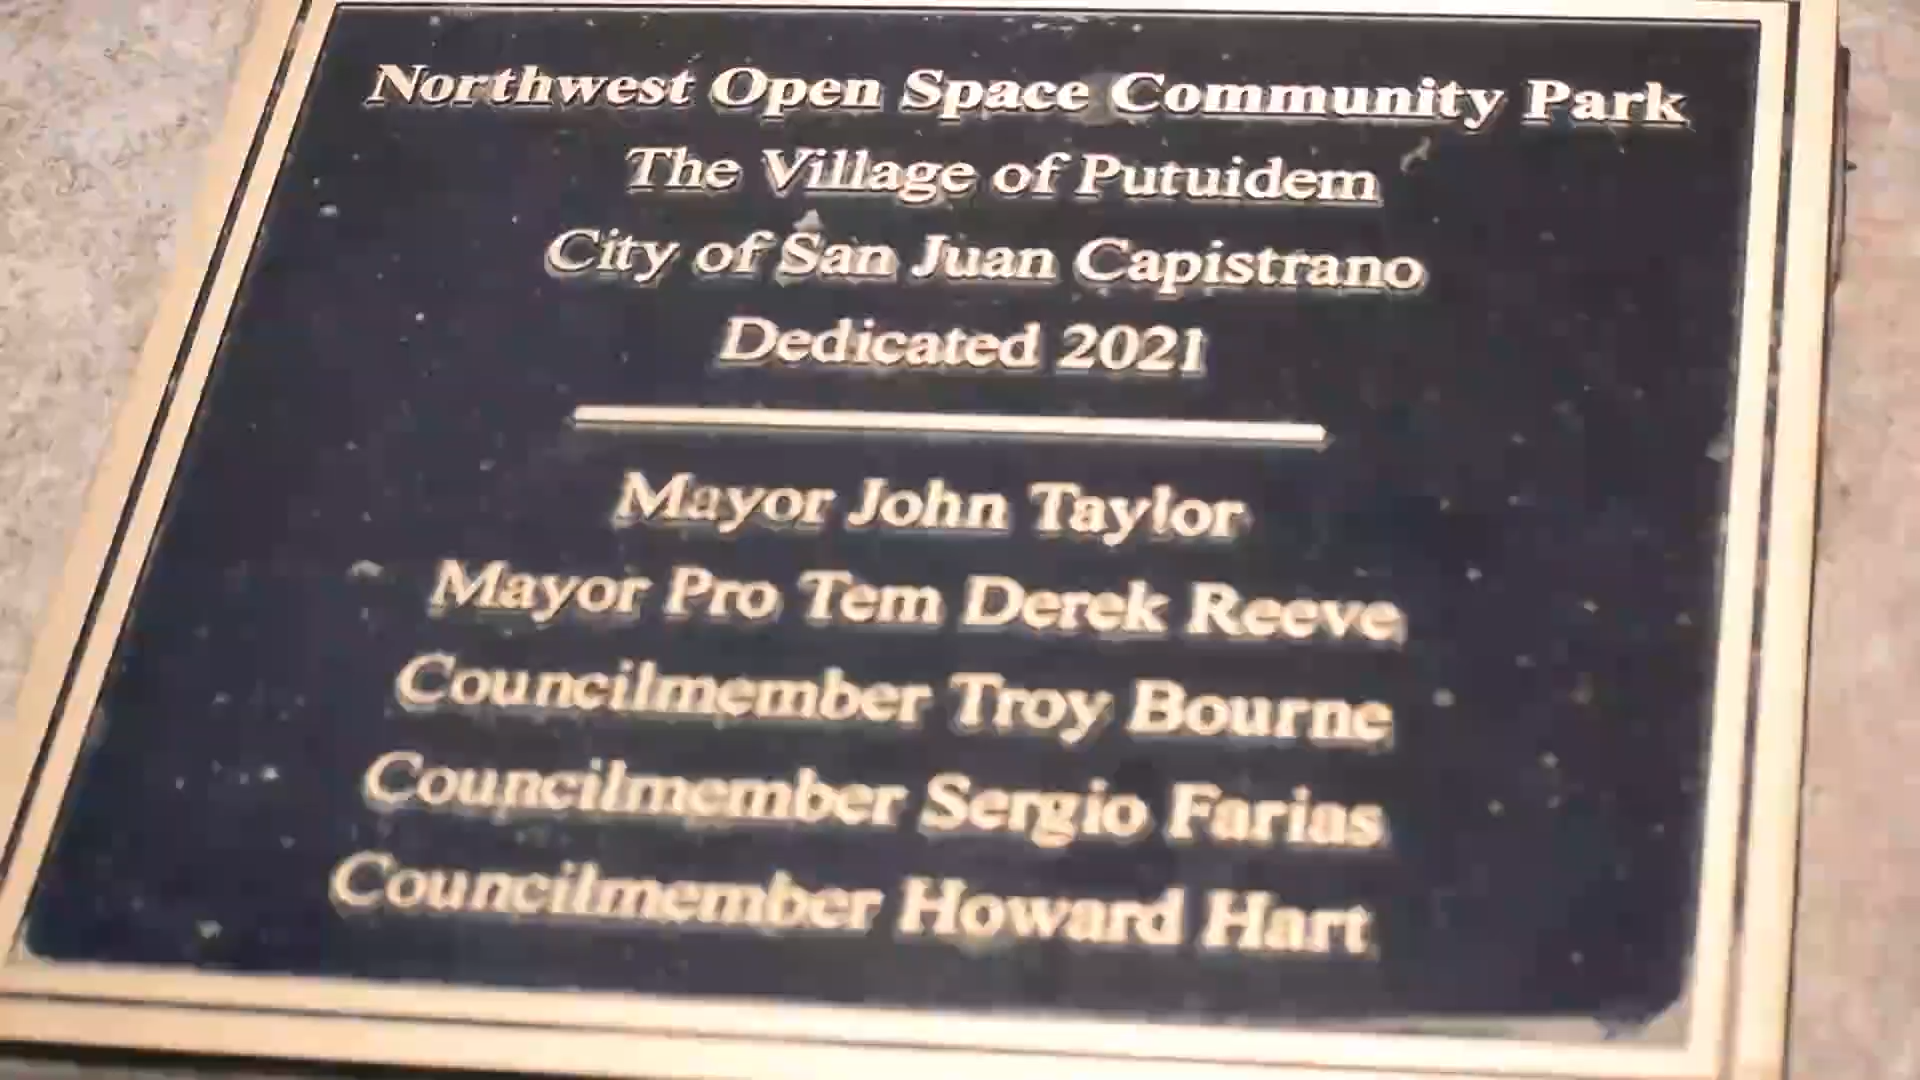 Northwest Open Space Community Park
The Village of Putuidem
City of San Juan Capistrano
Dedicated 2021
Mayor John Taylor
Mayor Pro Tem Derek Reeve
Councilmember Troy Bourne
Councilmember Sergio Farias
Councilmember Howard Hart